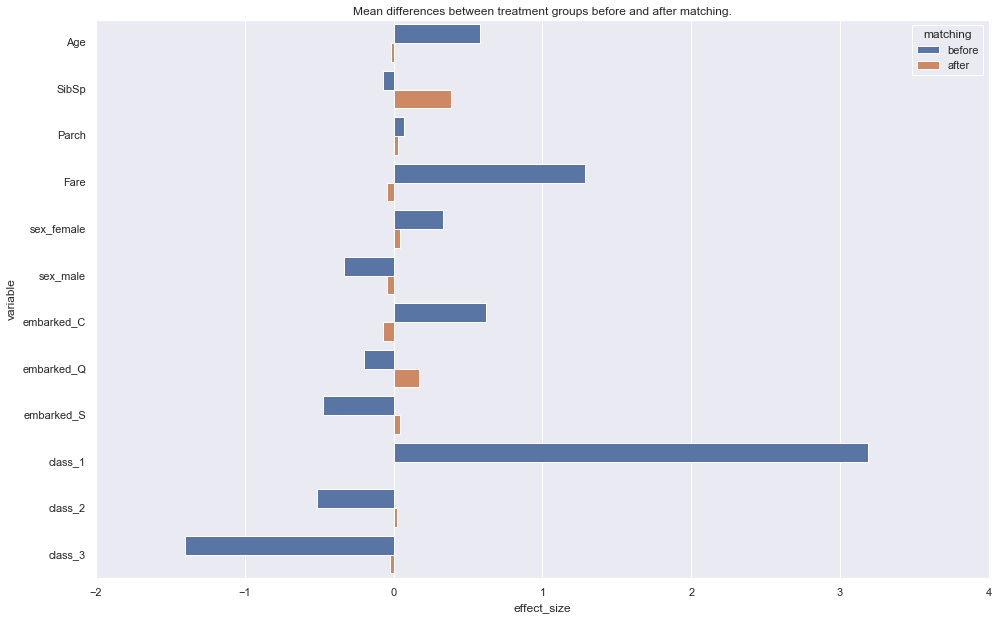 Mean differences between treatment groups before and after matching.
matching
before
after
Age
SibSp
Parch
Fare
sex_female
sex_male
embarked_C
embarked_Q
embarked_S
class_1
class_2
class_3
variable
−2
−1
0
1
2
3
4
effect_size